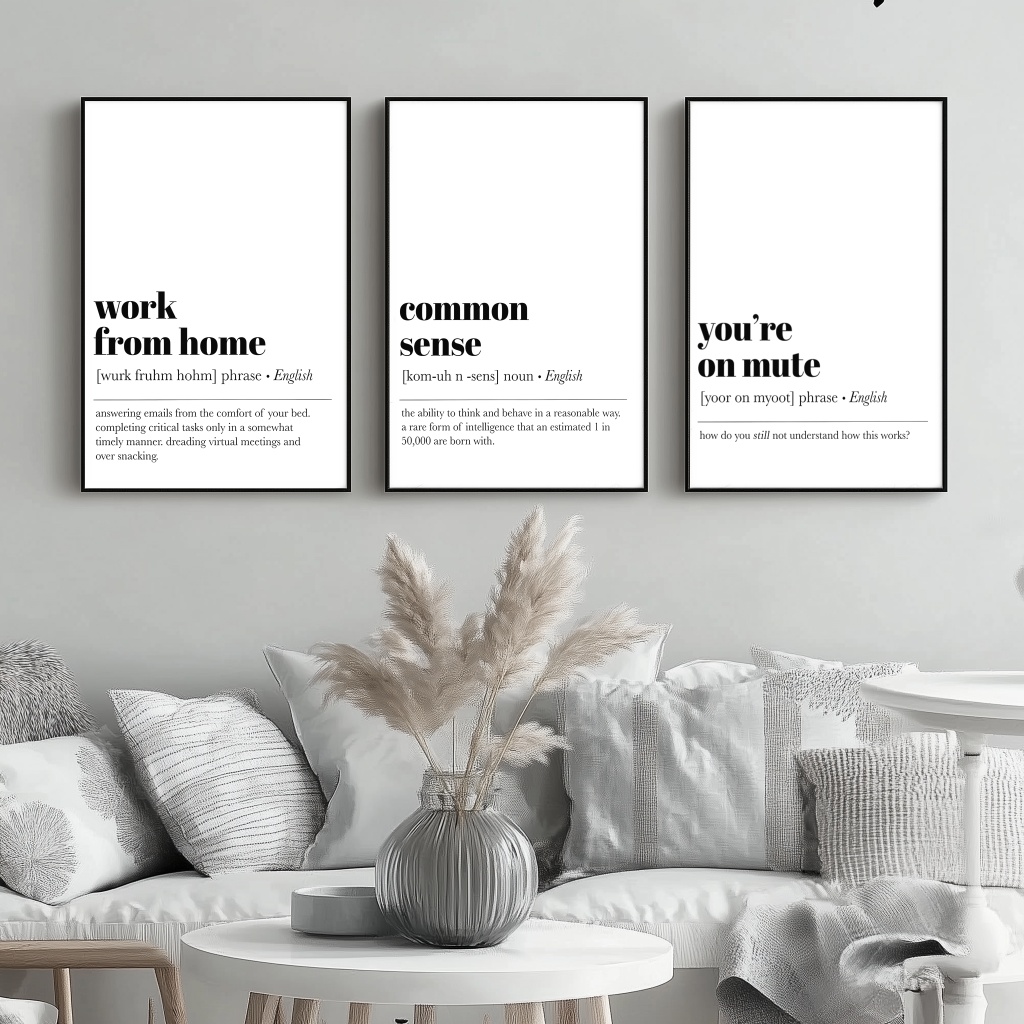 work
from home
[wurk fruhm hohm] phrase • English
answering emails from the comfort of your bed.
completing critical tasks only in a somewhat
timely manner. dreading virtual meetings and
over snacking.
common
sense
[kom-uh n -sens] noun • English
the ability to think and behave in a reasonable way.
a rare form of intelligence that an estimated 1 in
50,000 are born with.
you’re
on mute
[yoor on myoot] phrase • English
how do you still not understand how this works?